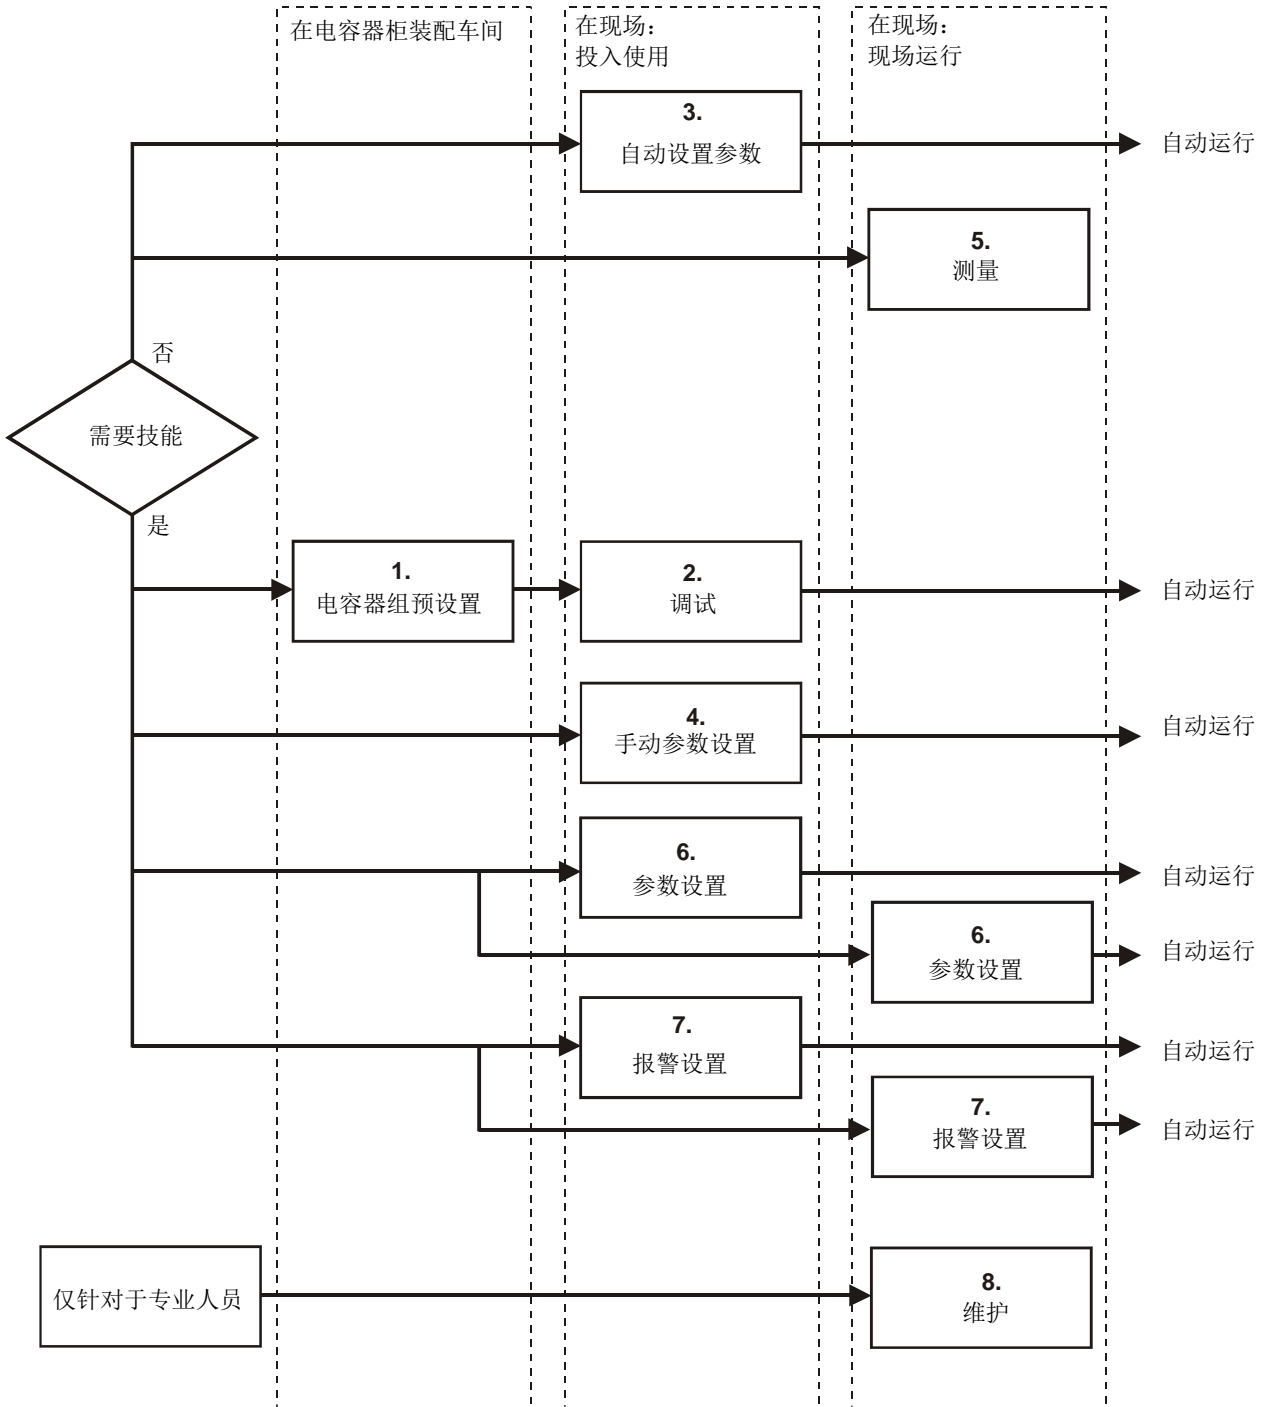 在电容器柜装配车间
在现场：
投入使用
在现场：
现场运行
3.
自动设置参数
自动运行
5.
测量
否
需要技能
是
1.
电容器组预设置
2.
调试
自动运行
4.
手动参数设置
自动运行
6.
参数设置
自动运行
6.
参数设置
自动运行
7.
报警设置
自动运行
7.
报警设置
自动运行
仅针对于专业人员
8.
维护